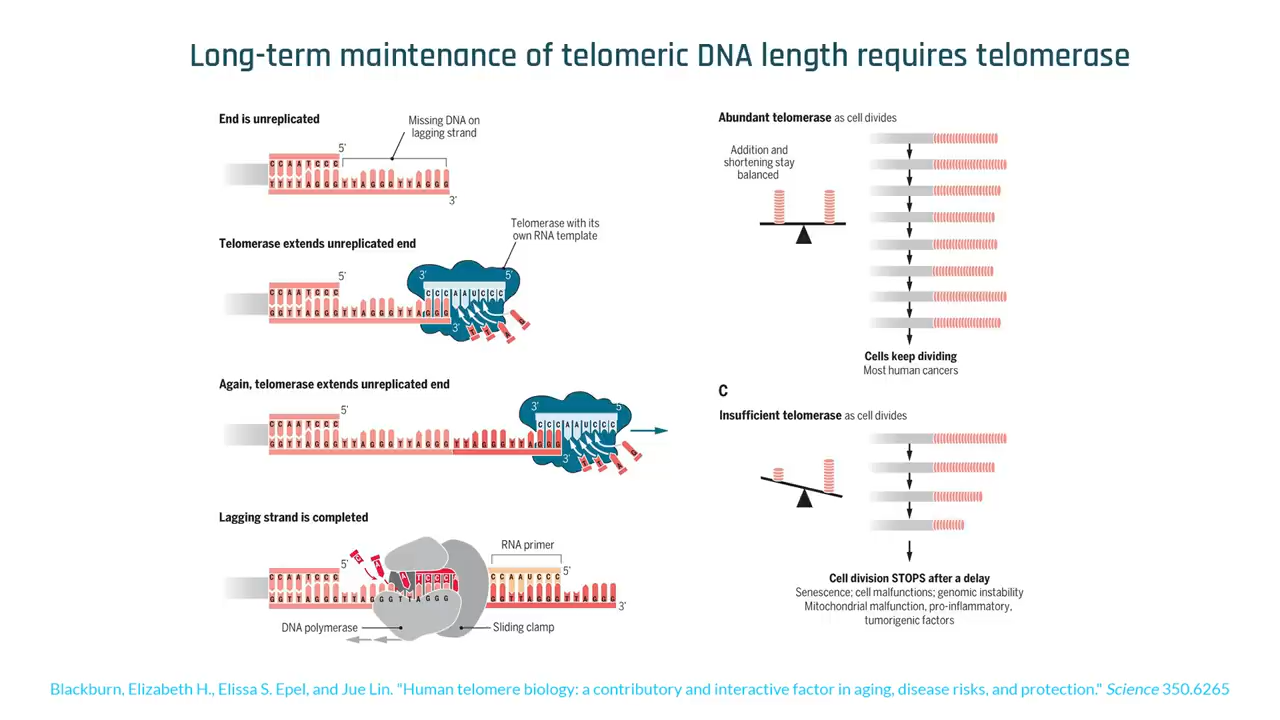 Long-term maintenance of telomeric DNA length requires telomerase
End is unreplicated
Missing DNA on
lagging strand
5'
C C A A T C C C
T T T T A G G G T T A G G G T T A G G G
3'
Telomerase extends unreplicated end
Telomerase with its
own RNA template
5'
3' 5'
C C A A T C C C
C C C A A U C C C
G G T T A G G G T T A G G G T T A G G G
3'
T T A G
Again, telomerase extends unreplicated end
5'
3' 5'
C C A A T C C C
C C C A A U C C C
G G T T A G G G T T A G G G T T A G G G T T A G G G T T A G G G
3'
T T A G
Lagging strand is completed
RNA primer
5'
5'
C C A A T C C C
A T C C C
C C A A U C C C
G G T T A G G G T T A G G G T T A G G G
G G T T A G G G T T A G G G
3'
DNA polymerase
Sliding clamp
Abundant telomerase as cell divides
Addition and
shortening stay
balanced
Cells keep dividing
Most human cancers
C
Insufficient telomerase as cell divides
Cell division STOPS after a delay
Senescence; cell malfunctions; genomic instability
Mitochondrial malfunction, pro-inflammatory,
tumorigenic factors
Blackburn, Elizabeth H., Elissa S. Epel, and Jue Lin. "Human telomere biology: a contributory and interactive factor in aging, disease risks, and protection." Science 350.6265